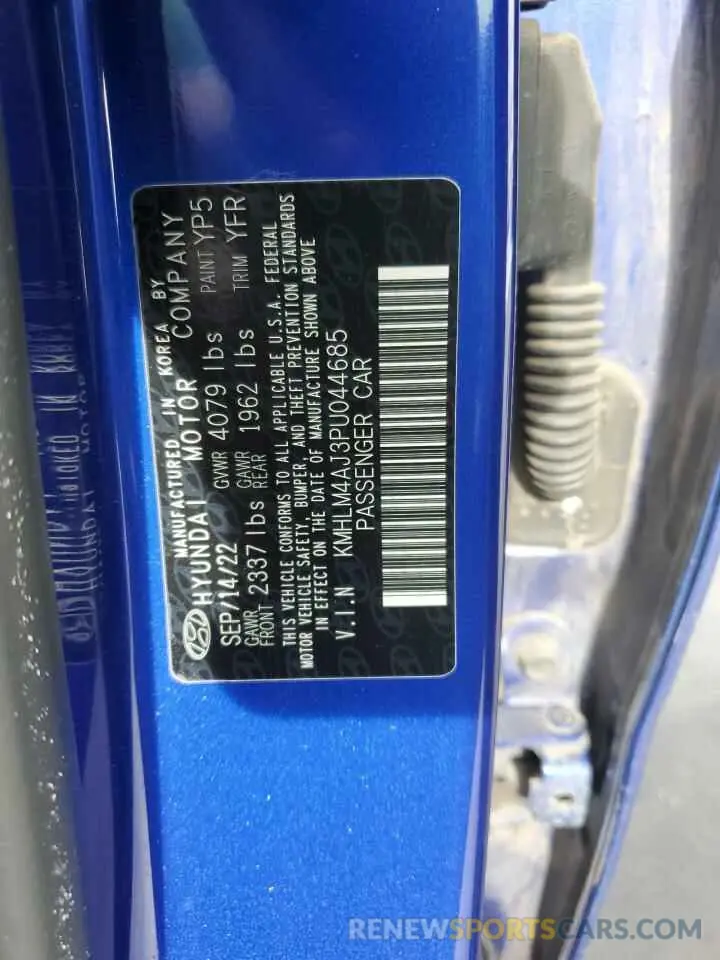 MANUFACTURED IN KOREA BY
HYUNDAI MOTOR COMPANY
SEP/14/22 GVWR 4079 lbs PAINT YP5
GAWR FRONT 2337 lbs GAWR REAR 1962 lbs TRIM YFR
THIS VEHICLE CONFORMS TO ALL APPLICABLE U.S.A. FEDERAL
MOTOR VEHICLE SAFETY, BUMPER, AND THEFT PREVENTION STANDARDS
IN EFFECT ON THE DATE OF MANUFACTURE SHOWN ABOVE
V.I.N KMHLM4AJ3PU044685
PASSENGER CAR
RENEWSPORTSCARS.COM